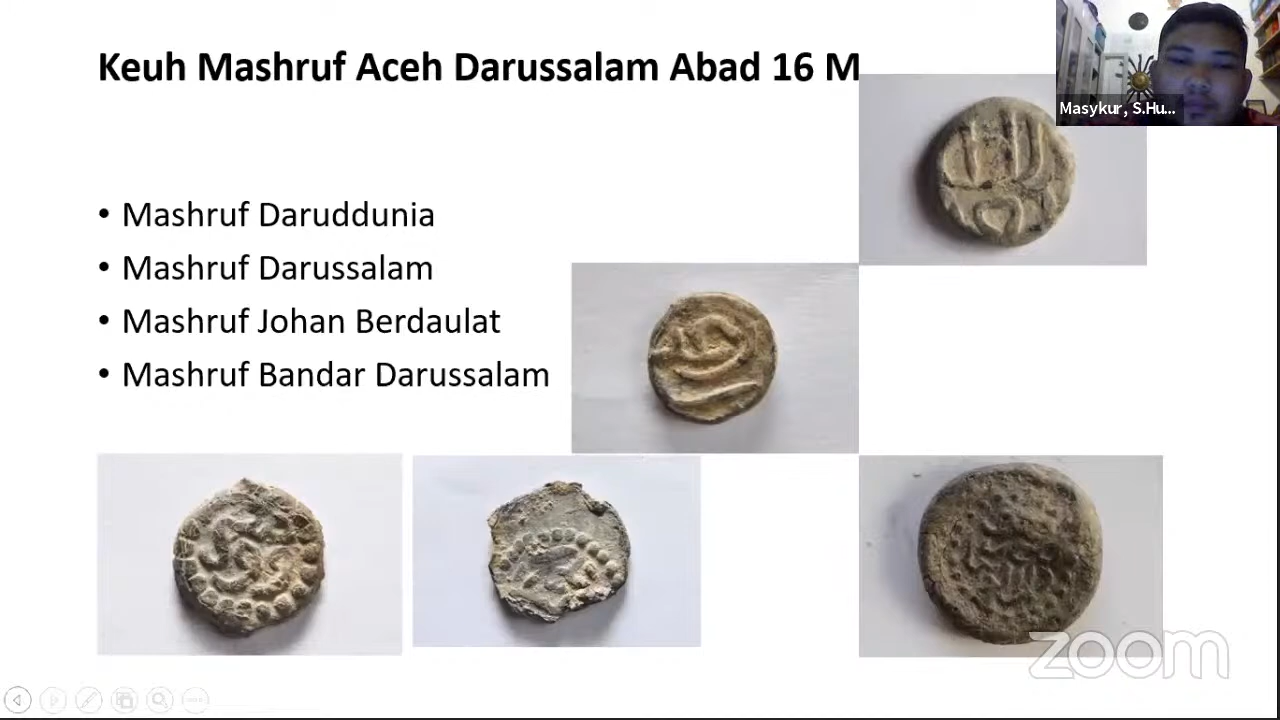 Keuh Mashruf Aceh Darussalam Abad 16 M
Masykur, S.Hu...
• Mashruf Daruddunia
• Mashruf Darussalam
• Mashruf Johan Berdaulat
• Mashruf Bandar Darussalam
zoom